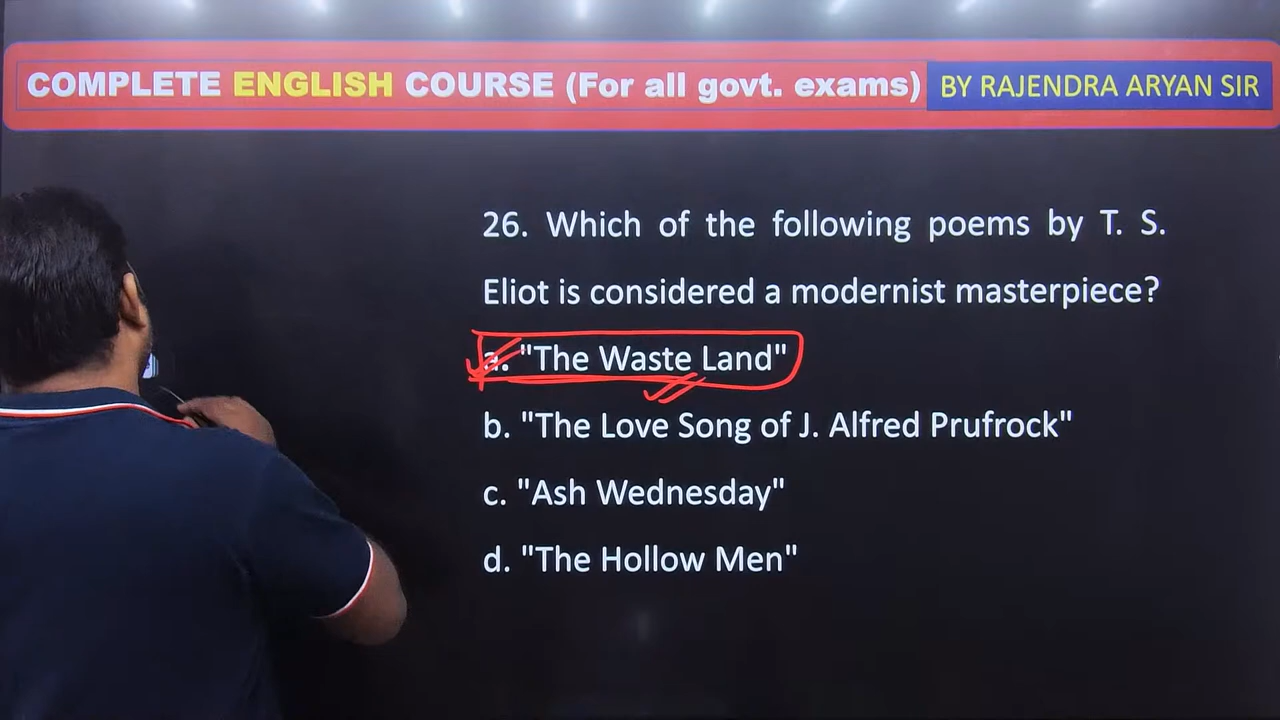 COMPLETE ENGLISH COURSE (For all govt. exams) BY RAJENDRA ARYAN SIR
26. Which of the following poems by T. S.
Eliot is considered a modernist masterpiece?
a. "The Waste Land"
b. "The Love Song of J. Alfred Prufrock"
c. "Ash Wednesday"
d. "The Hollow Men"